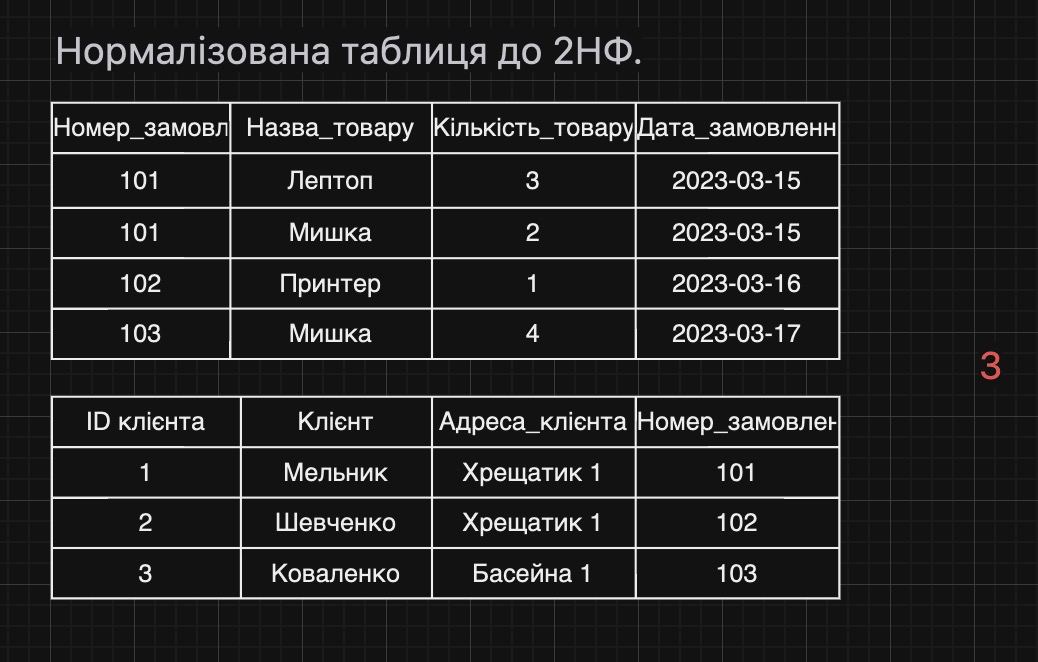 Нормалізована таблиця до 2НФ.
Номер_замовл Назва_товару Кількість_товару Дата_замовленн
101 Лептоп 3 2023-03-15
101 Мишка 2 2023-03-15
102 Принтер 1 2023-03-16
103 Мишка 4 2023-03-17
3
ID клієнта Клієнт Адреса_клієнта Номер_замовлен
1 Мельник Хрещатик 1 101
2 Шевченко Хрещатик 1 102
3 Коваленко Басейна 1 103